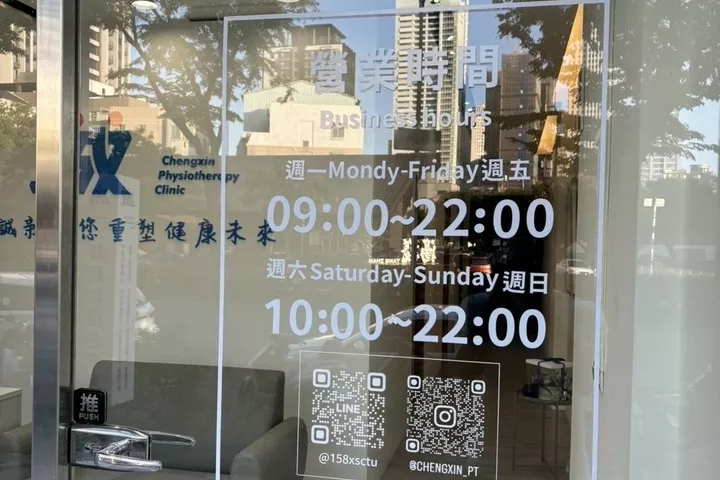 營業時間
Business hours
週一Mondy-Friday週五
09:00~22:00
週六Saturday-Sunday週日
10:00~22:00
LINE
@158xsctu
@CHENGXIN_PT
Chengxin
Physiotherapy
Clinic
誠新 您重塑健康未來
推
PUSH